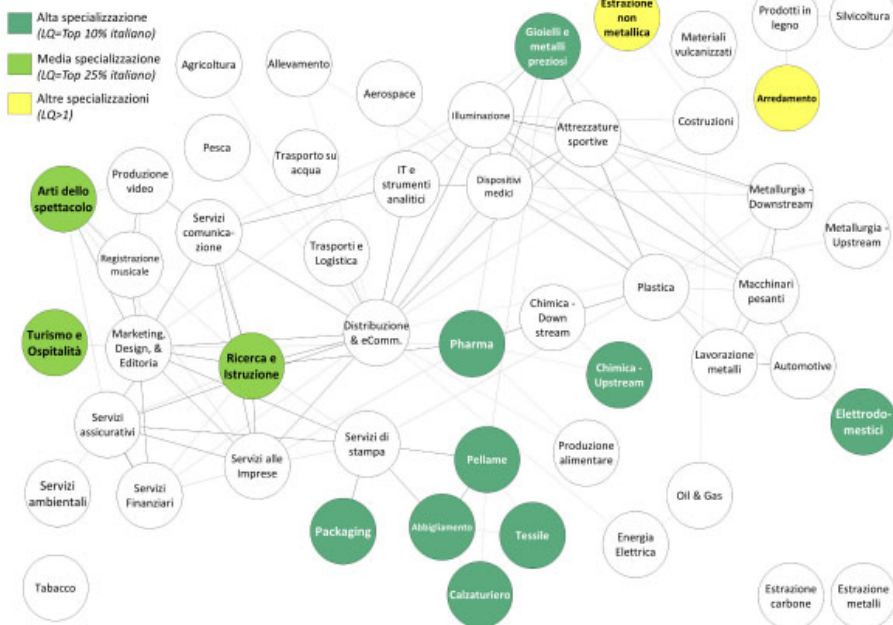 Alta specializzazione
(LQ=Top 10% italiano)
Media specializzazione
(LQ=Top 25% italiano)
Altre specializzazioni
(LQ>1)
Estrazione
non
metallica
Gioielli e
metalli
preziosi
Prodotti in
legno
Silvicoltura
Materiali
vulcanizzati
Agricoltura
Allevamento
Aerospace
Arredamento
Illuminazione
Attrezzature
sportive
Costruzioni
Pesca
Trasporto su
acqua
Produzione
video
Arti dello
spettacolo
IT e
strumenti
analitici
Dispositivi
medici
Metallurgia -
Downstream
Servizi
comunica-
zione
Metallurgia -
Upstream
Trasporti e
Logistica
Registrazione
musicale
Plastica
Macchinari
pesanti
Chimica -
Down
stream
Distribuzione
& eComm.
Turismo e
Ospitalità
Marketing,
Design, &
Editoria
Pharma
Ricerca e
Istruzione
Lavorazione
metalli
Automotive
Chimica -
Upstream
Elettrodo-
mestici
Servizi
assicurativi
Servizi di
stampa
Pellame
Produzione
alimentare
Servizi alle
Imprese
Servizi
ambientali
Servizi
Finanziari
Oil & Gas
Packaging
Abbigliamento
Tessile
Energia
Elettrica
Tabacco
Calzaturiero
Estrazione
carbone
Estrazione
metalli